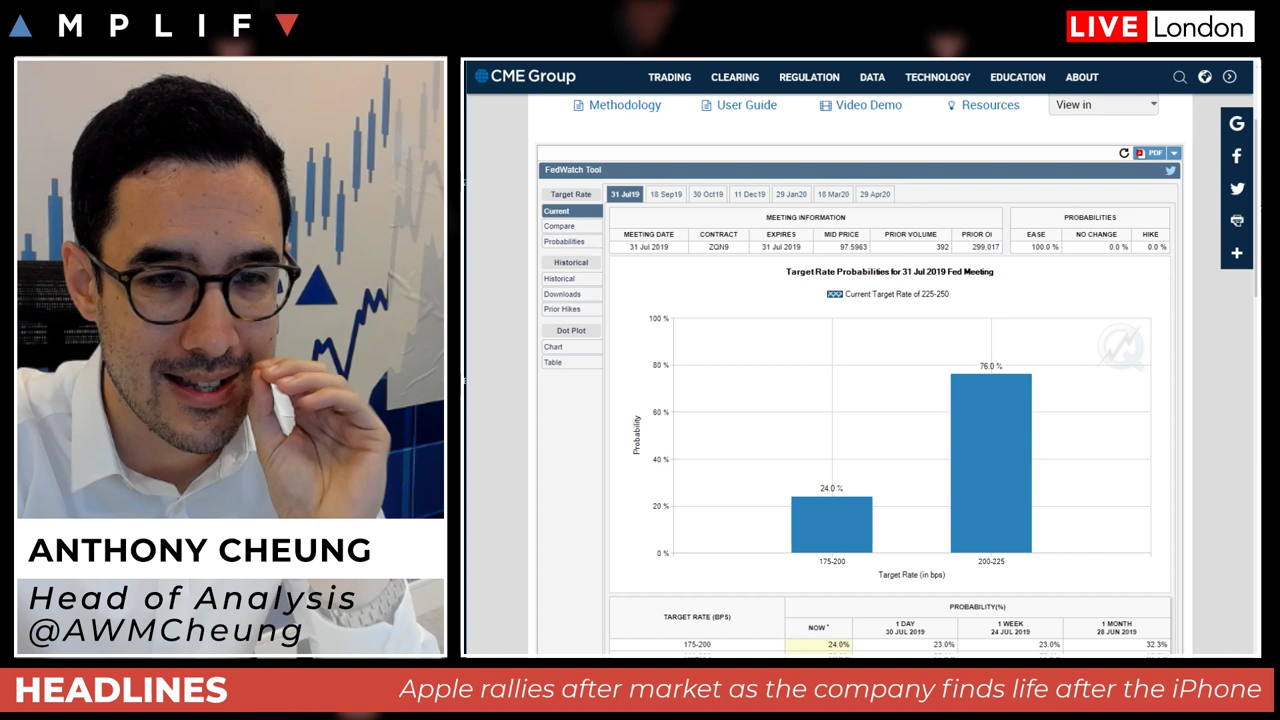 ▲ M P L I F ▼
LIVE London
CME Group
TRADING CLEARING REGULATION DATA TECHNOLOGY EDUCATION ABOUT
Methodology User Guide Video Demo Resources View in
PDF
FedWatch Tool
Target Rate
Current
Compare
Probabilities
Historical
Historical
Downloads
Prior Hikes
Dot Plot
Chart
Table
31 Jul19 18 Sep19 30 Oct19 11 Dec19 29 Jan20 18 Mar20 29 Apr20
MEETING INFORMATION
MEETING DATE CONTRACT EXPIRES MID PRICE PRIOR VOLUME PRIOR OI
31 Jul 2019 ZQN9 31 Jul 2019 97.5963 392 299,017
PROBABILITIES
EASE NO CHANGE HIKE
100.0 % 0.0 % 0.0 %
Target Rate Probabilities for 31 Jul 2019 Fed Meeting
Current Target Rate of 225-250
100 %
80 %
60 %
40 %
20 %
0 %
Probability
24.0 %
76.0 %
175-200 200-225
Target Rate (in bps)
TARGET RATE (BPS) PROBABILITY(%)
NOW * 1 DAY 1 WEEK 1 MONTH
30 JUL 2019 24 JUL 2019 28 JUN 2019
175-200 24.0% 23.0% 23.0% 32.3%
ANTHONY CHEUNG
Head of Analysis
@AWMCheung
HEADLINES Apple rallies after market as the company finds life after the iPhone